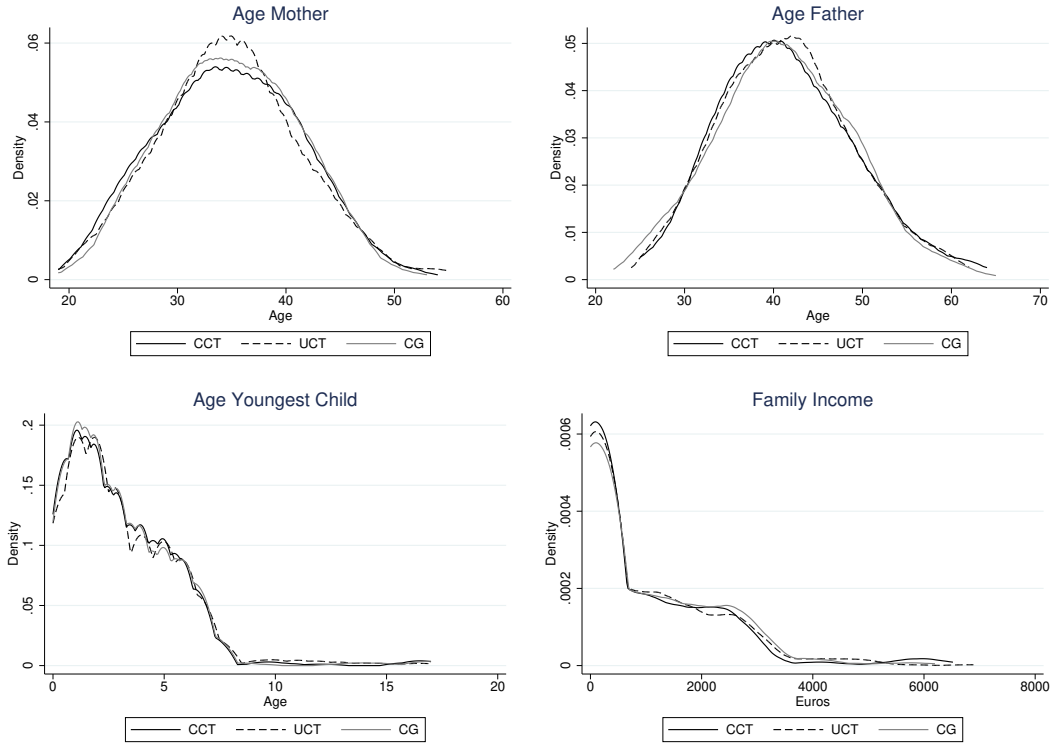 Age Mother
Density
0 .02 .04 .06
20 30 40 50 60
Age
CCT UCT CG
Age Father
Density
0 .01 .02 .03 .04 .05
20 30 40 50 60 70
Age
CCT UCT CG
Age Youngest Child
Density
0 .05 .1 .15 .2
0 5 10 15 20
Age
CCT UCT CG
Family Income
Density
0 .0002 .0004 .0006
0 2000 4000 6000 8000
Euros
CCT UCT CG